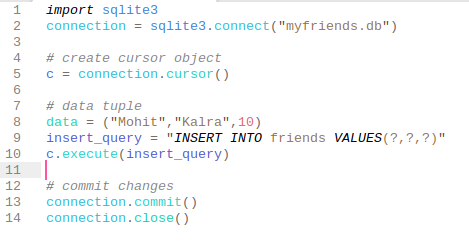 1 import sqlite3
2 connection = sqlite3.connect("myfriends.db")
3
4 # create cursor object
5 c = connection.cursor()
6
7 # data tuple
8 data = ("Mohit","Kalra",10)
9 insert_query = "INSERT INTO friends VALUES(?,?,?)"
10 c.execute(insert_query)
11
12 # commit changes
13 connection.commit()
14 connection.close()